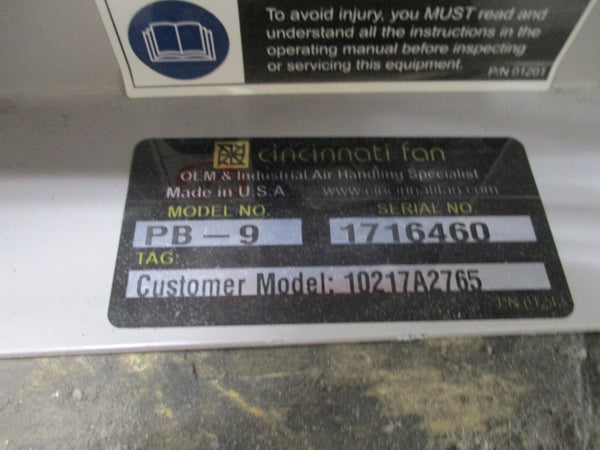 To avoid injury, you MUST read and
understand all the instructions in the
operating manual before inspecting
or servicing this equipment.
P/N 01201
cincinnati fan
OEM & Industrial Air Handling Specialist
Made in U.S.A. www.cincinnatifan.com
MODEL NO. SERIAL NO.
PB-9 1716460
TAG:
Customer Model: 10217A2765